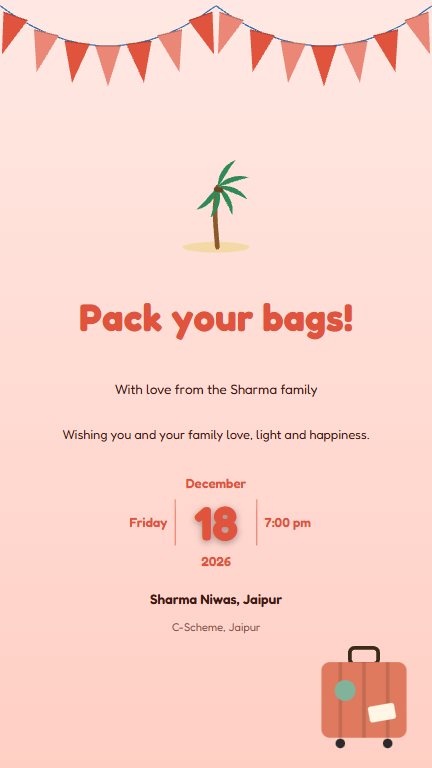 Pack your bags!
With love from the Sharma family
Wishing you and your family love, light and happiness.
December
Friday 18 7:00 pm
2026
Sharma Niwas, Jaipur
C-Scheme, Jaipur